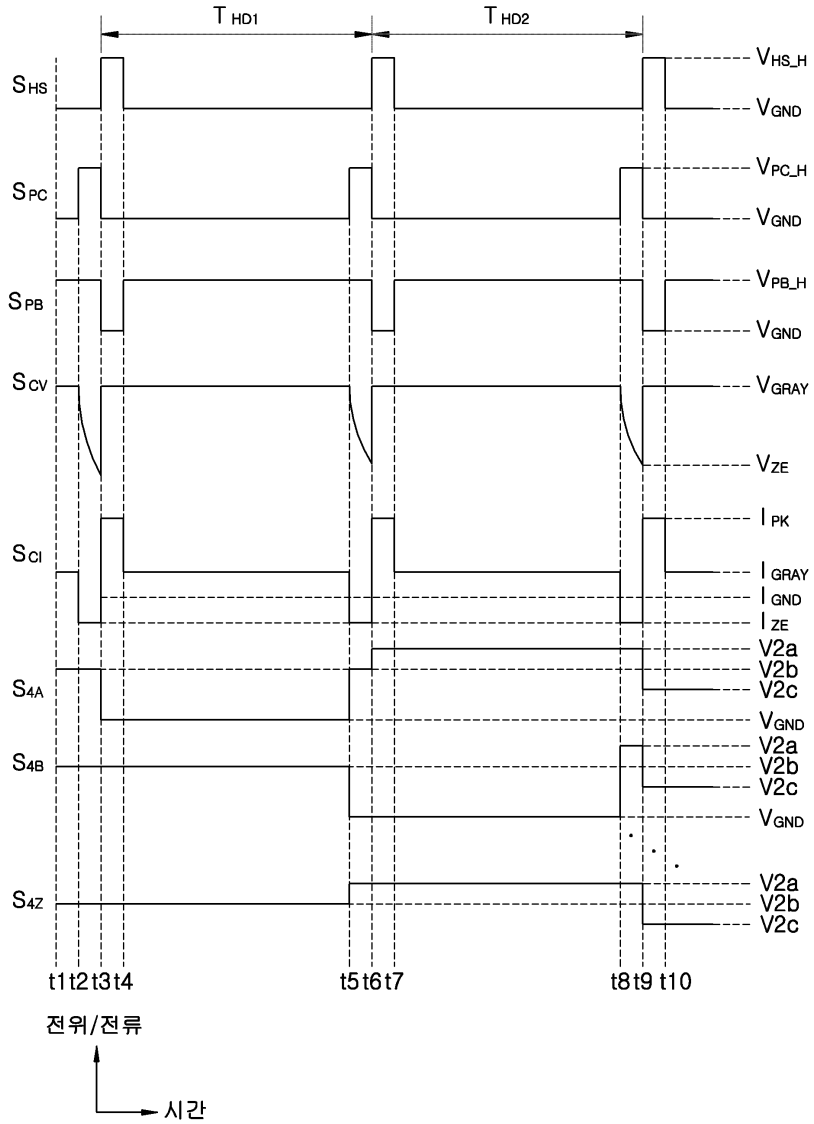 T HD1 T HD2
S HS V HS_H
V GND
S PC V PC_H
V GND
S PB V PB_H
V GND
S CV V GRAY
V ZE
I PK
S CI I GRAY
I GND
I ZE
V2a
V2b
S 4A V2c
V GND
V2a
S 4B V2b
V2c
V GND
V2a
S 4Z V2b
V2c
t1 t2 t3 t4 t5 t6 t7 t8 t9 t10
전위/전류
시간